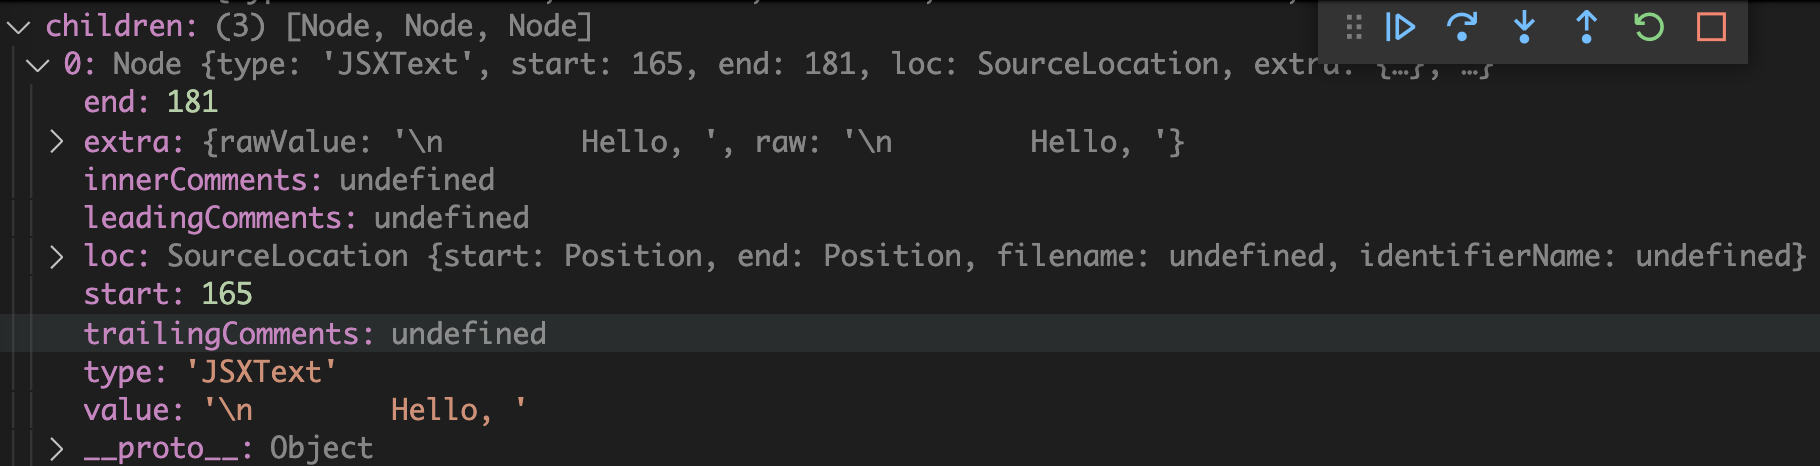 children: (3) [Node, Node, Node]
0: Node {type: 'JSXText', start: 165, end: 181, loc: SourceLocation, extra: {…}, …}
end: 181
extra: {rawValue: '\n        Hello, ', raw: '\n        Hello, '}
innerComments: undefined
leadingComments: undefined
loc: SourceLocation {start: Position, end: Position, filename: undefined, identifierName: undefined}
start: 165
trailingComments: undefined
type: 'JSXText'
value: '\n        Hello, '
__proto__: Object